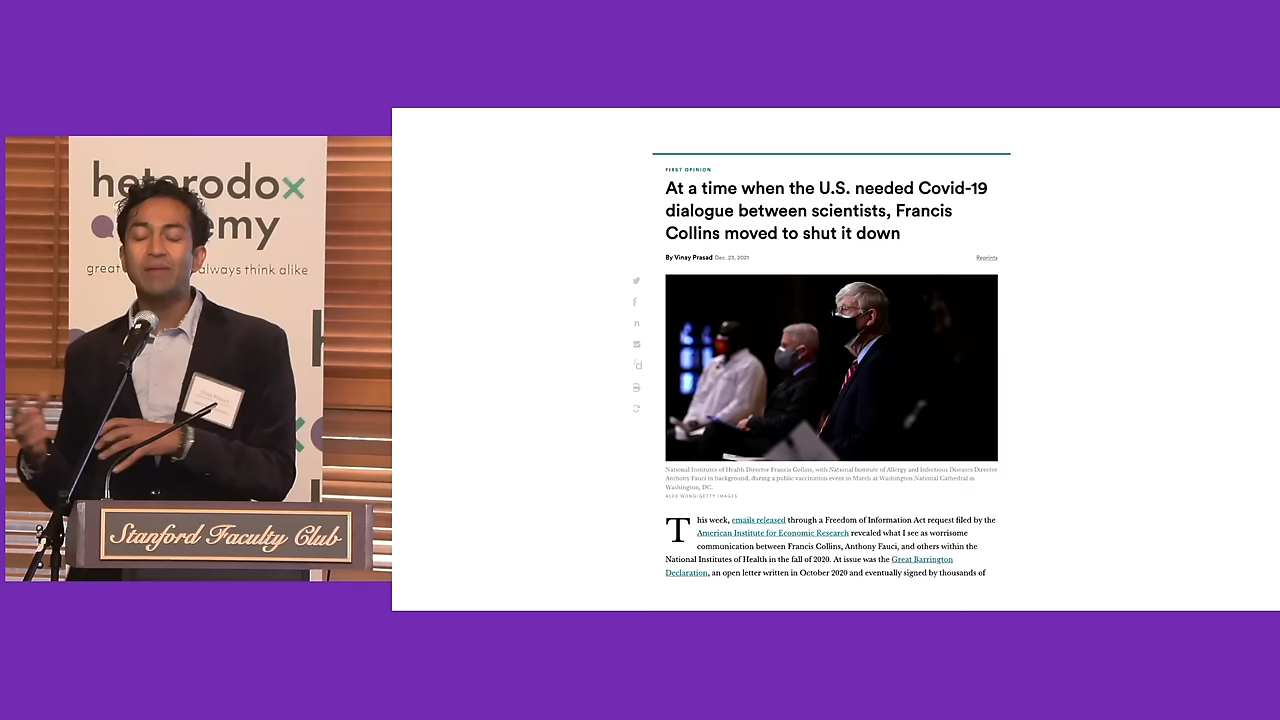 heterodox
emy
great
always think alike
Stanford Faculty Club
FIRST OPINION
At a time when the U.S. needed Covid-19
dialogue between scientists, Francis
Collins moved to shut it down
By Vinay Prasad Dec. 23, 2021
Reprints
National Institutes of Health Director Francis Collins, with National Institute of Allergy and Infectious Diseases Director
Anthony Fauci in background, during a public vaccination event in March at Washington National Cathedral in
Washington, DC.
ALEX WONG/GETTY IMAGES
This week, emails released through a Freedom of Information Act request filed by the
American Institute for Economic Research revealed what I see as worrisome
communication between Francis Collins, Anthony Fauci, and others within the
National Institutes of Health in the fall of 2020. At issue was the Great Barrington
Declaration, an open letter written in October 2020 and eventually signed by thousands of